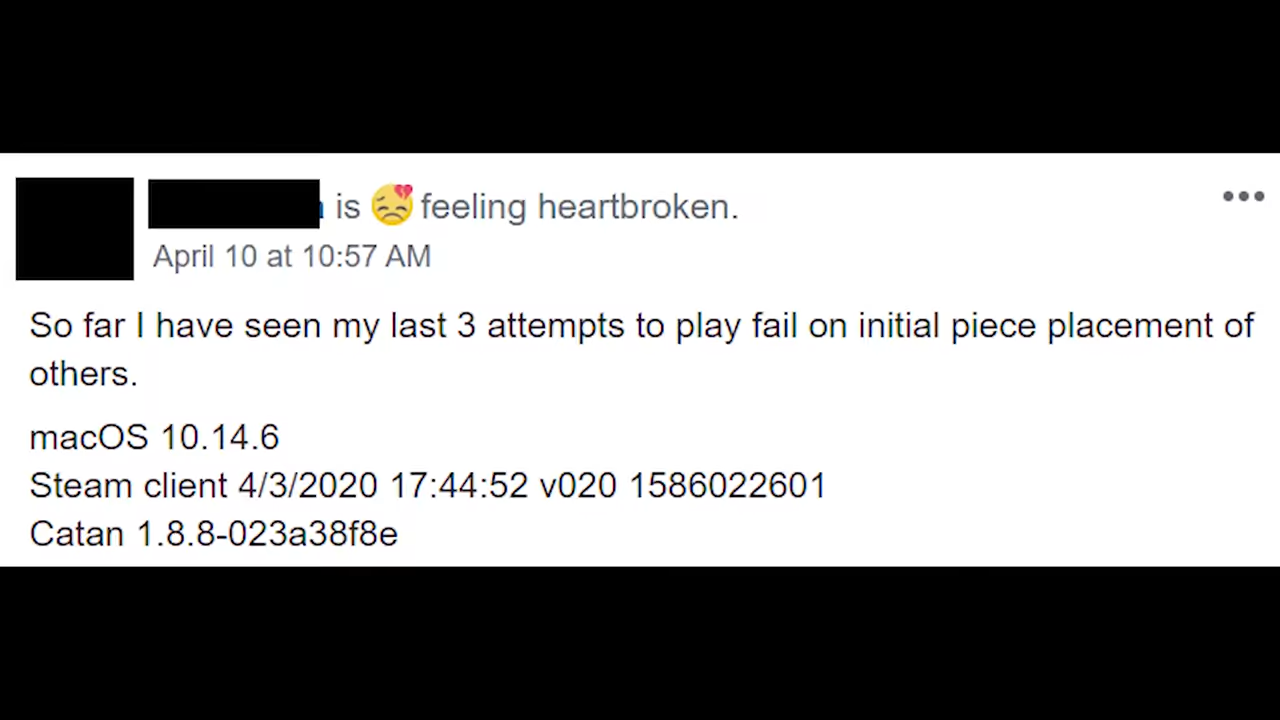 is feeling heartbroken.
April 10 at 10:57 AM
So far I have seen my last 3 attempts to play fail on initial piece placement of
others.
macOS 10.14.6
Steam client 4/3/2020 17:44:52 v020 1586022601
Catan 1.8.8-023a38f8e